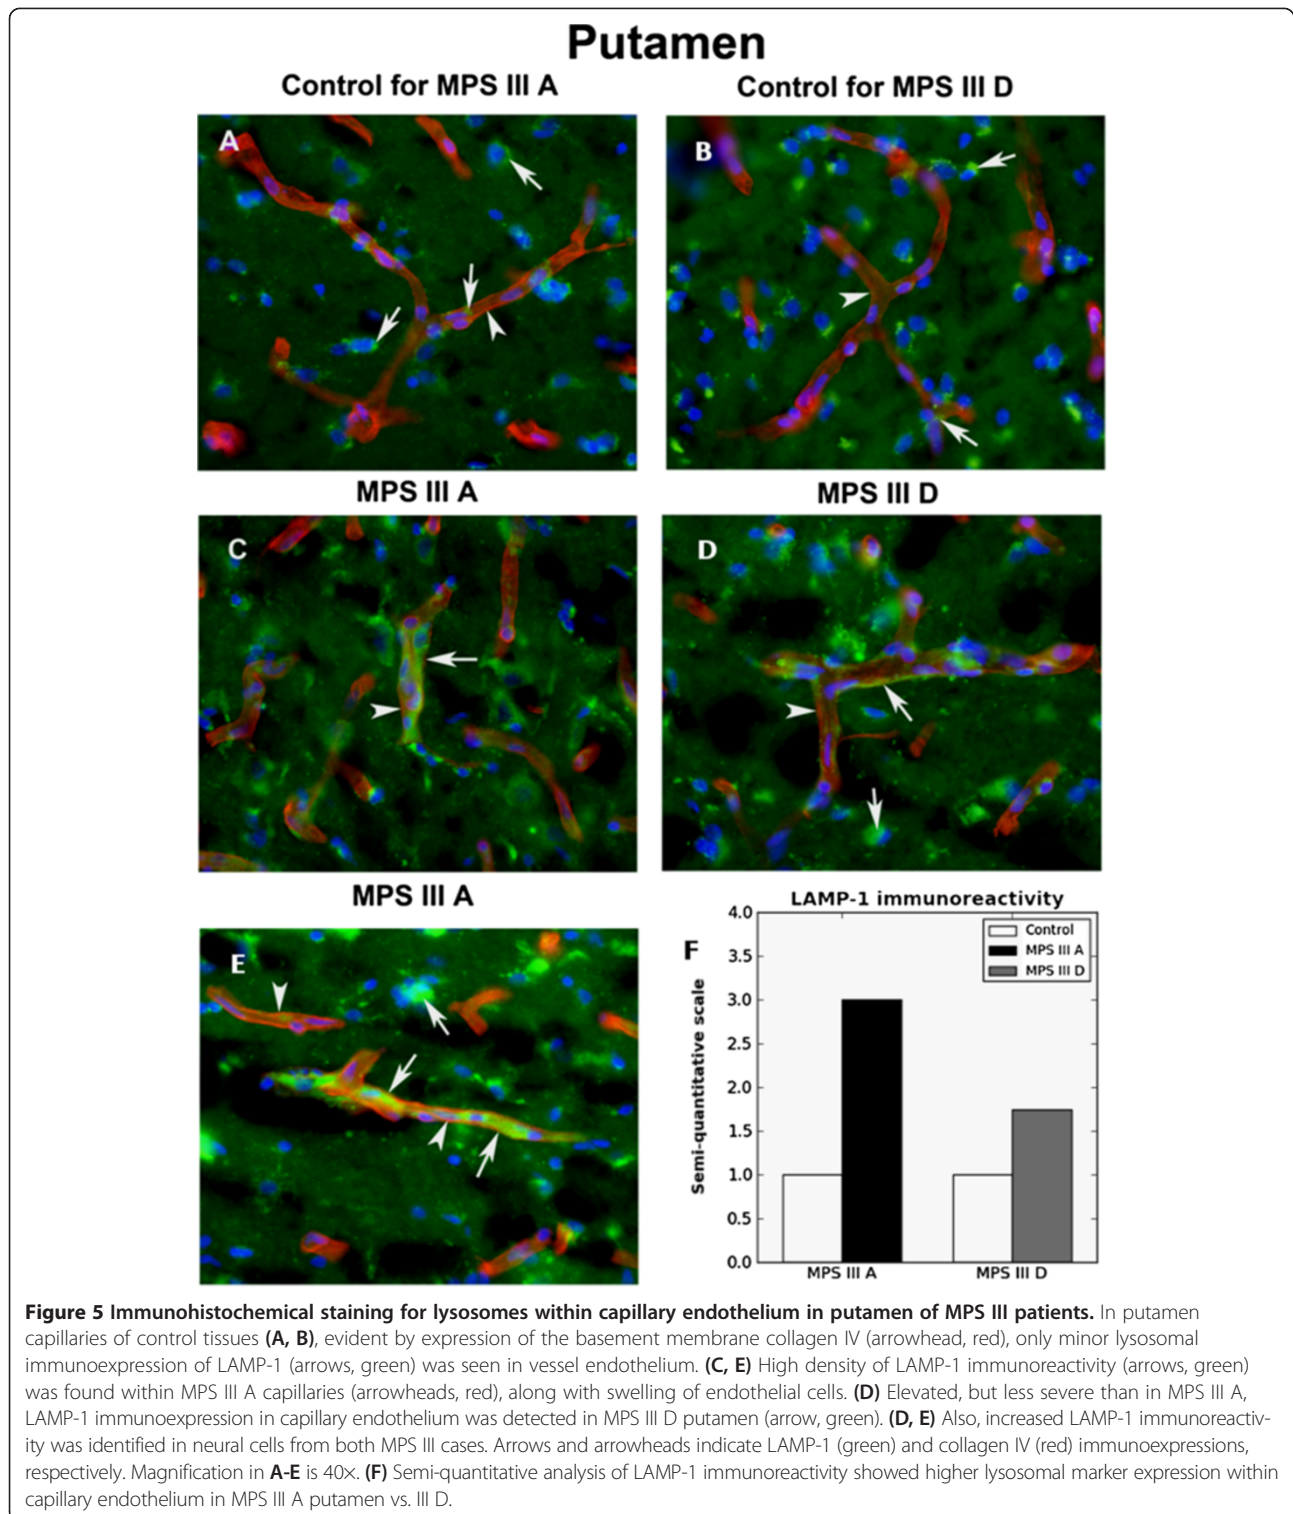 Putamen
Control for MPS III A
Control for MPS III D
A
B
MPS III A
MPS III D
C
D
MPS III A
E
F
LAMP-1 immunoreactivity
Control
MPS III A
MPS III D
Semi-quantitative scale
4.0
3.5
3.0
2.5
2.0
1.5
1.0
0.5
0.0
MPS III A
MPS III D
Figure 5 Immunohistochemical staining for lysosomes within capillary endothelium in putamen of MPS III patients. In putamen
capillaries of control tissues (A, B), evident by expression of the basement membrane collagen IV (arrowhead, red), only minor lysosomal
immunoexpression of LAMP-1 (arrows, green) was seen in vessel endothelium. (C, E) High density of LAMP-1 immunoreactivity (arrows, green)
was found within MPS III A capillaries (arrowheads, red), along with swelling of endothelial cells. (D) Elevated, but less severe than in MPS III A,
LAMP-1 immunoexpression in capillary endothelium was detected in MPS III D putamen (arrow, green). (D, E) Also, increased LAMP-1 immunoreactiv-
ity was identified in neural cells from both MPS III cases. Arrows and arrowheads indicate LAMP-1 (green) and collagen IV (red) immunoexpressions,
respectively. Magnification in A-E is 40×. (F) Semi-quantitative analysis of LAMP-1 immunoreactivity showed higher lysosomal marker expression within
capillary endothelium in MPS III A putamen vs. III D.